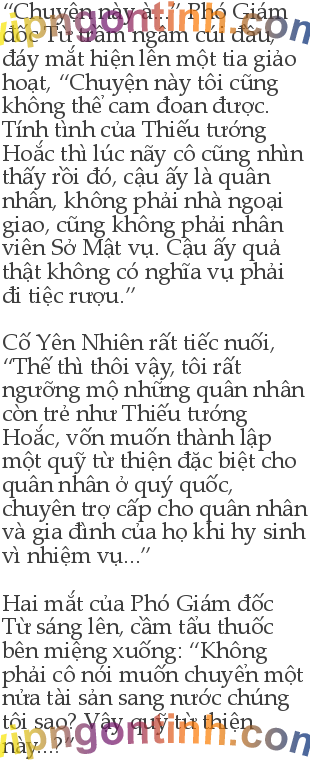 “Chuyện này à...” Phó Giám
đốc Từ trầm ngâm cúi đầu,
đáy mắt hiện lên một tia giảo
hoạt, “Chuyện này tôi cũng
không thể cam đoan được.
Tính tình của Thiếu tướng
Hoắc thì lúc nãy cô cũng nhìn
thấy rồi đó, cậu ấy là quân
nhân, không phải nhà ngoại
giao, cũng không phải nhân
viên Sở Mật vụ. Cậu ấy quả
thật không có nghĩa vụ phải
đi tiệc rượu.”
Cố Yên Nhiên rất tiếc nuối,
“Thế thì thôi vậy, tôi rất
ngưỡng mộ những quân nhân
còn trẻ như Thiếu tướng
Hoắc, vốn muốn thành lập
một quỹ từ thiện đặc biệt cho
quân nhân ở quý quốc,
chuyên trợ cấp cho quân nhân
và gia đình của họ khi hy sinh
vì nhiệm vụ...”
Hai mắt của Phó Giám đốc
Từ sáng lên, cầm tẩu thuốc
bên miệng xuống: “Không
phải cô nói muốn chuyển một
nửa tài sản sang nước chúng
tôi sao? Vậy quỹ từ thiện
này...?”
vipngontinh.com
vipngontinh.com